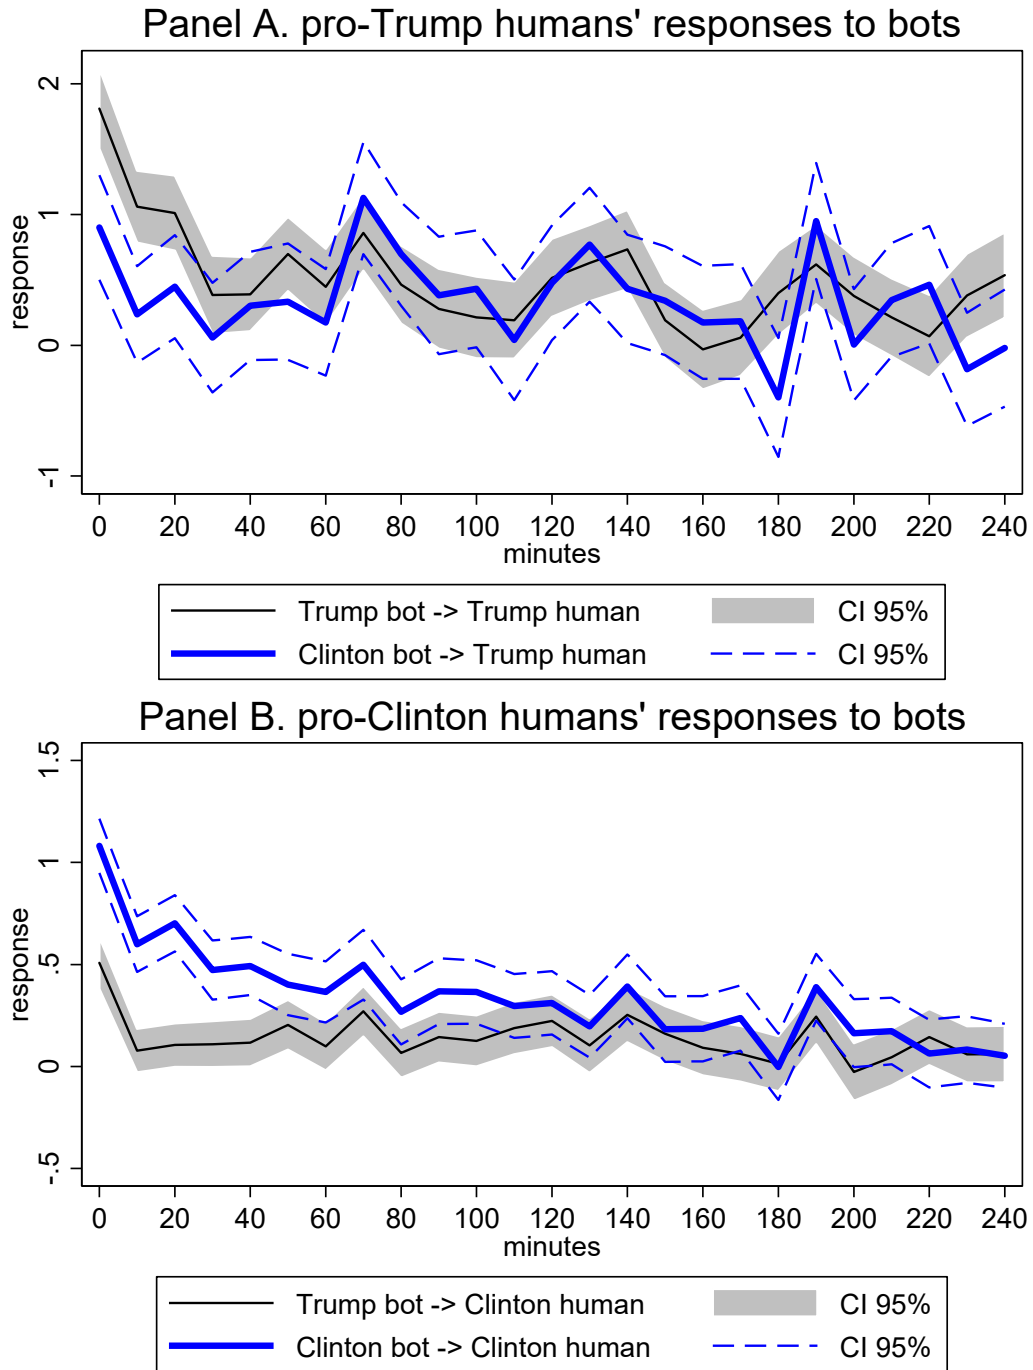 Panel A. pro-Trump humans' responses to bots
response
2
1
0
-1
0 20 40 60 80 100 120 140 160 180 200 220 240
minutes
Trump bot -> Trump human CI 95%
Clinton bot -> Trump human CI 95%
Panel B. pro-Clinton humans' responses to bots
response
1.5
1
.5
0
-.5
0 20 40 60 80 100 120 140 160 180 200 220 240
minutes
Trump bot -> Clinton human CI 95%
Clinton bot -> Clinton human CI 95%